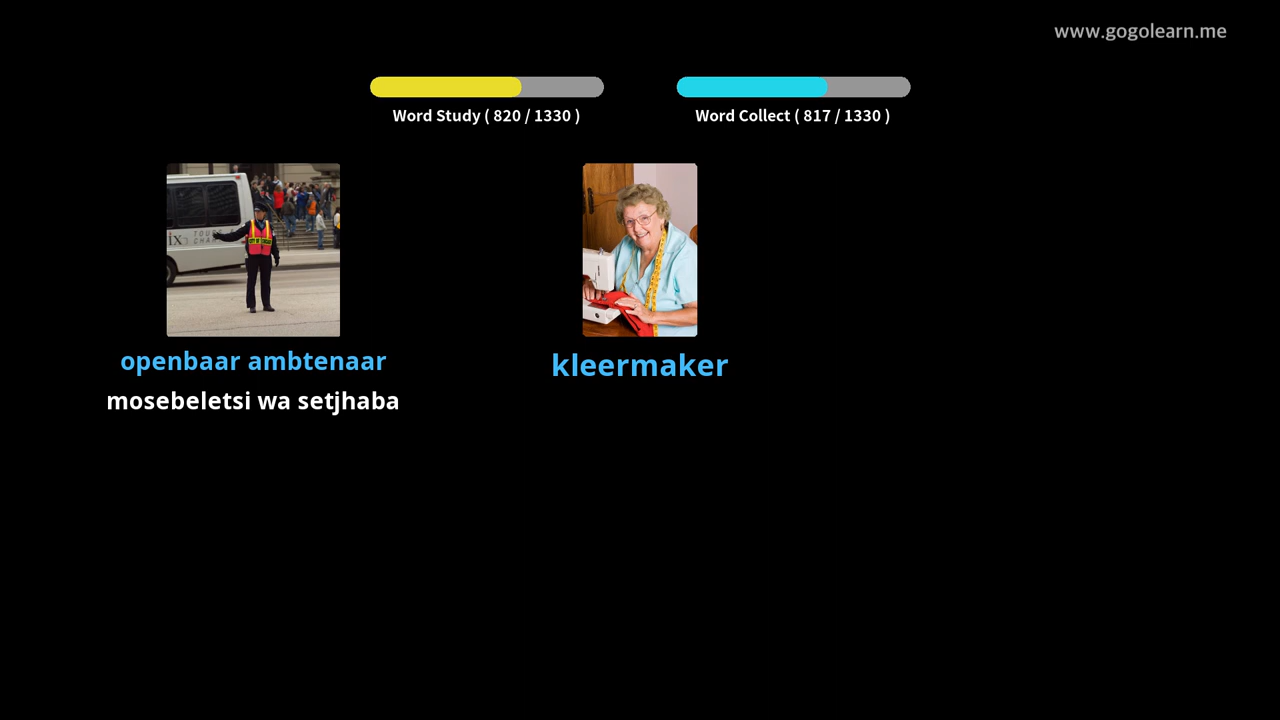 www.gogolearn.me
Word Study ( 820 / 1330 )
Word Collect ( 817 / 1330 )
openbaar ambtenaar
mosebeletsi wa setjhaba
kleermaker